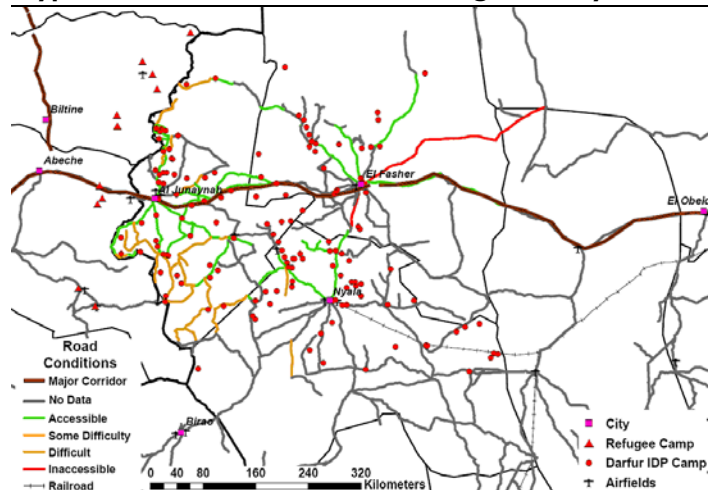 Biltine
Abeche
Al Junaynah
El Fasher
El Obeid
Nyala
Birao
Road
Conditions
Major Corridor
No Data
Accessible
Some Difficulty
Difficult
Inaccessible
Railroad
0 40 80 160 240 320
Kilometers
City
Refugee Camp
Darfur IDP Camp
Airfields